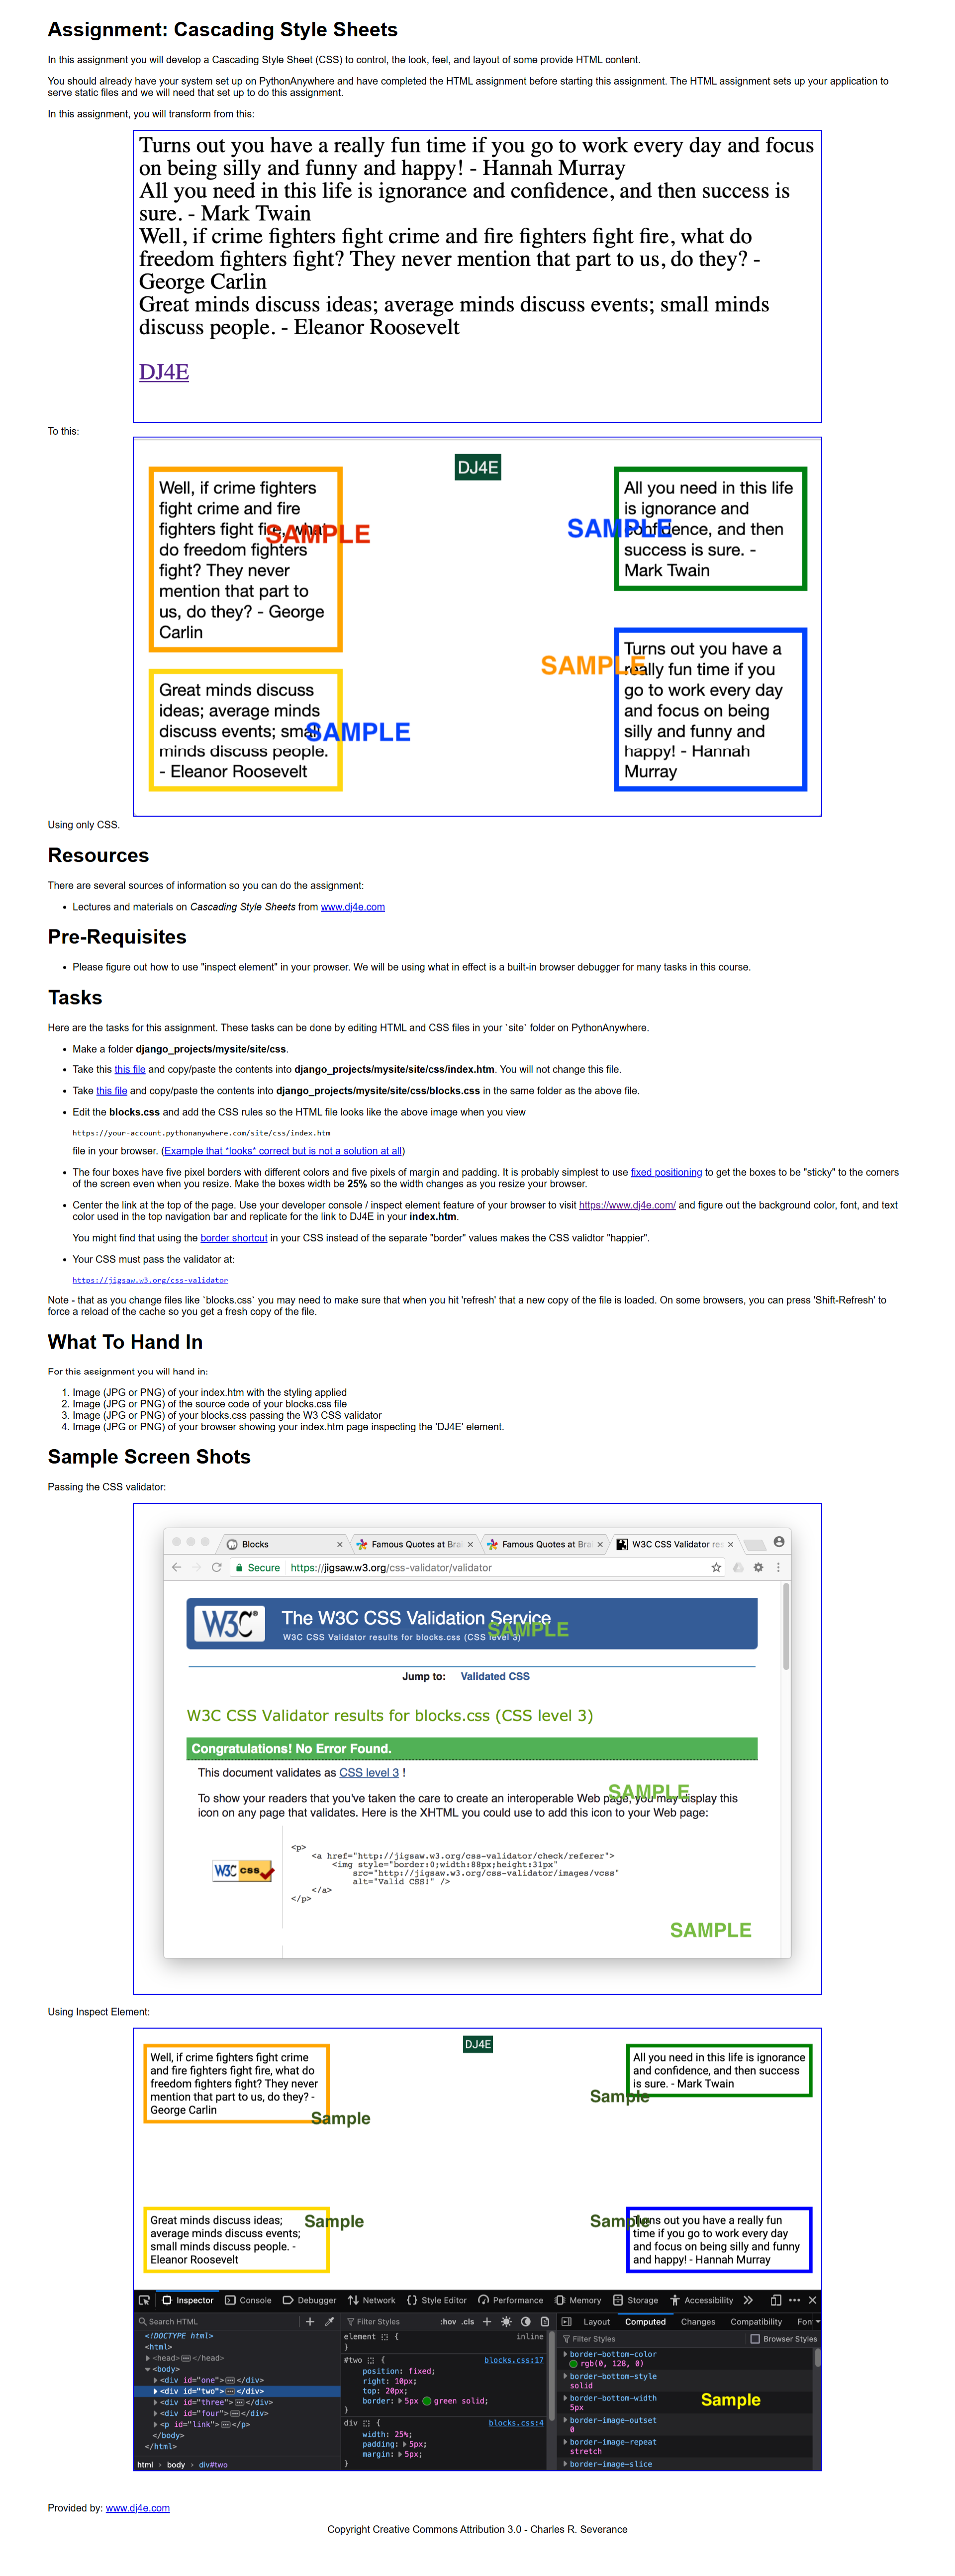 Assignment: Cascading Style Sheets
In this assignment you will develop a Cascading Style Sheet (CSS) to control, the look, feel, and layout of some provide HTML content.
You should already have your system set up on PythonAnywhere and have completed the HTML assignment before starting this assignment. The HTML assignment sets up your application to
serve static files and we will need that set up to do this assignment.
In this assignment, you will transform from this:
Turns out you have a really fun time if you go to work every day and focus
on being silly and funny and happy! - Hannah Murray
All you need in this life is ignorance and confidence, and then success is
sure. - Mark Twain
Well, if crime fighters fight crime and fire fighters fight fire, what do
freedom fighters fight? They never mention that part to us, do they? -
George Carlin
Great minds discuss ideas; average minds discuss events; small minds
discuss people. - Eleanor Roosevelt
DJ4E
To this:
DJ4E
Well, if crime fighters
fight crime and fire
fighters fight fire, what
do freedom fighters
fight? They never
mention that part to
us, do they? - George
Carlin
SAMPLE
All you need in this life
is ignorance and
confidence, and then
success is sure. -
Mark Twain
SAMPLE
Great minds discuss
ideas; average minds
discuss events; small
minds discuss people.
- Eleanor Roosevelt
SAMPLE
Turns out you have a
really fun time if you
go to work every day
and focus on being
silly and funny and
happy! - Hannah
Murray
SAMPLE
Using only CSS.
Resources
There are several sources of information so you can do the assignment:
• Lectures and materials on Cascading Style Sheets from www.dj4e.com
Pre-Requisites
• Please figure out how to use "inspect element" in your prowser. We will be using what in effect is a built-in browser debugger for many tasks in this course.
Tasks
Here are the tasks for this assignment. These tasks can be done by editing HTML and CSS files in your `site` folder on PythonAnywhere.
• Make a folder django_projects/mysite/site/css.
• Take this this file and copy/paste the contents into django_projects/mysite/site/css/index.htm. You will not change this file.
• Take this file and copy/paste the contents into django_projects/mysite/site/css/blocks.css in the same folder as the above file.
• Edit the blocks.css and add the CSS rules so the HTML file looks like the above image when you view
https://your-account.pythonanywhere.com/site/css/index.htm
file in your browser. (Example that *looks* correct but is not a solution at all)
• The four boxes have five pixel borders with different colors and five pixels of margin and padding. It is probably simplest to use fixed positioning to get the boxes to be "sticky" to the corners
of the screen even when you resize. Make the boxes width be 25% so the width changes as you resize your browser.
• Center the link at the top of the page. Use your developer console / inspect element feature of your browser to visit https://www.dj4e.com/ and figure out the background color, font, and text
color used in the top navigation bar and replicate for the link to DJ4E in your index.htm.
You might find that using the border shortcut in your CSS instead of the separate "border" values makes the CSS validtor "happier".
• Your CSS must pass the validator at:
https://jigsaw.w3.org/css-validator
Note - that as you change files like `blocks.css` you may need to make sure that when you hit 'refresh' that a new copy of the file is loaded. On some browsers, you can press 'Shift-Refresh' to
force a reload of the cache so you get a fresh copy of the file.
What To Hand In
For this assignment you will hand in:
1. Image (JPG or PNG) of your index.htm with the styling applied
2. Image (JPG or PNG) of the source code of your blocks.css file
3. Image (JPG or PNG) of your blocks.css passing the W3 CSS validator
4. Image (JPG or PNG) of your browser showing your index.htm page inspecting the 'DJ4E' element.
Sample Screen Shots
Passing the CSS validator:
Blocks
Famous Quotes at Brai
Famous Quotes at Brai
W3C CSS Validator res
Secure https://jigsaw.w3.org/css-validator/validator
W3C® The W3C CSS Validation Service
W3C CSS Validator results for blocks.css (CSS level 3)
SAMPLE
Jump to: Validated CSS
W3C CSS Validator results for blocks.css (CSS level 3)
Congratulations! No Error Found.
This document validates as CSS level 3 !
To show your readers that you've taken the care to create an interoperable Web page, you may display this
icon on any page that validates. Here is the XHTML you could use to add this icon to your Web page:
SAMPLE
W3C css
<p>
<a href="http://jigsaw.w3.org/css-validator/check/referer">
<img style="border:0;width:88px;height:31px"
src="http://jigsaw.w3.org/css-validator/images/vcss"
alt="Valid CSS!" />
</a>
</p>
SAMPLE
Using Inspect Element:
DJ4E
Well, if crime fighters fight crime
and fire fighters fight fire, what do
freedom fighters fight? They never
mention that part to us, do they? -
George Carlin
Sample
All you need in this life is ignorance
and confidence, and then success
is sure. - Mark Twain
Sample
Great minds discuss ideas;
average minds discuss events;
small minds discuss people. -
Eleanor Roosevelt
Sample
Turns out you have a really fun
time if you go to work every day
and focus on being silly and funny
and happy! - Hannah Murray
Sample
Inspector Console Debugger Network Style Editor Performance Memory Storage Accessibility
Search HTML
<!DOCTYPE html>
<html>
<head></head>
<body>
<div id="one"></div>
<div id="two"></div>
<div id="three"></div>
<div id="four"></div>
<p id="link"></p>
</body>
</html>
html > body > div#two
Filter Styles :hov .cls
element { inline
}
#two { blocks.css:17
position: fixed;
right: 10px;
top: 20px;
border: 5px green solid;
}
div { blocks.css:4
width: 25%;
padding: 5px;
margin: 5px;
}
Layout Computed Changes Compatibility Fon
Filter Styles Browser Styles
border-bottom-color
rgb(0, 128, 0)
border-bottom-style
solid
border-bottom-width
5px
border-image-outset
0
border-image-repeat
stretch
border-image-slice
Sample
Provided by: www.dj4e.com
Copyright Creative Commons Attribution 3.0 - Charles R. Severance